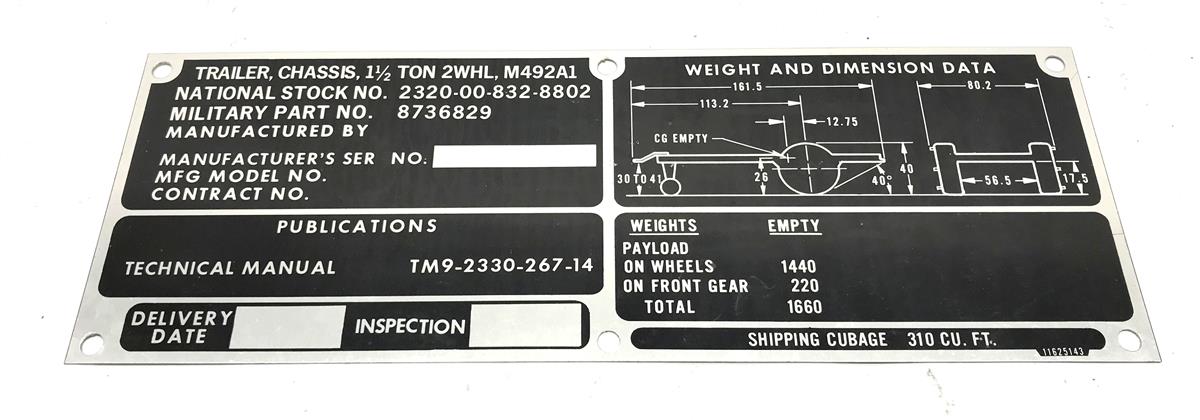 TRAILER, CHASSIS, 1½ TON 2WHL, M492A1
NATIONAL STOCK NO. 2320-00-832-8802
MILITARY PART NO. 8736829
MANUFACTURED BY
MANUFACTURER'S SER NO.
MFG MODEL NO.
CONTRACT NO.
PUBLICATIONS
TECHNICAL MANUAL TM9-2330-267-14
DELIVERY DATE
INSPECTION
WEIGHT AND DIMENSION DATA
161.5
80.2
113.2
12.75
CG EMPTY
30 TO 41
26
40°
40
56.5
17.5
WEIGHTS EMPTY
PAYLOAD
ON WHEELS 1440
ON FRONT GEAR 220
TOTAL 1660
SHIPPING CUBAGE 310 CU. FT.
11625143